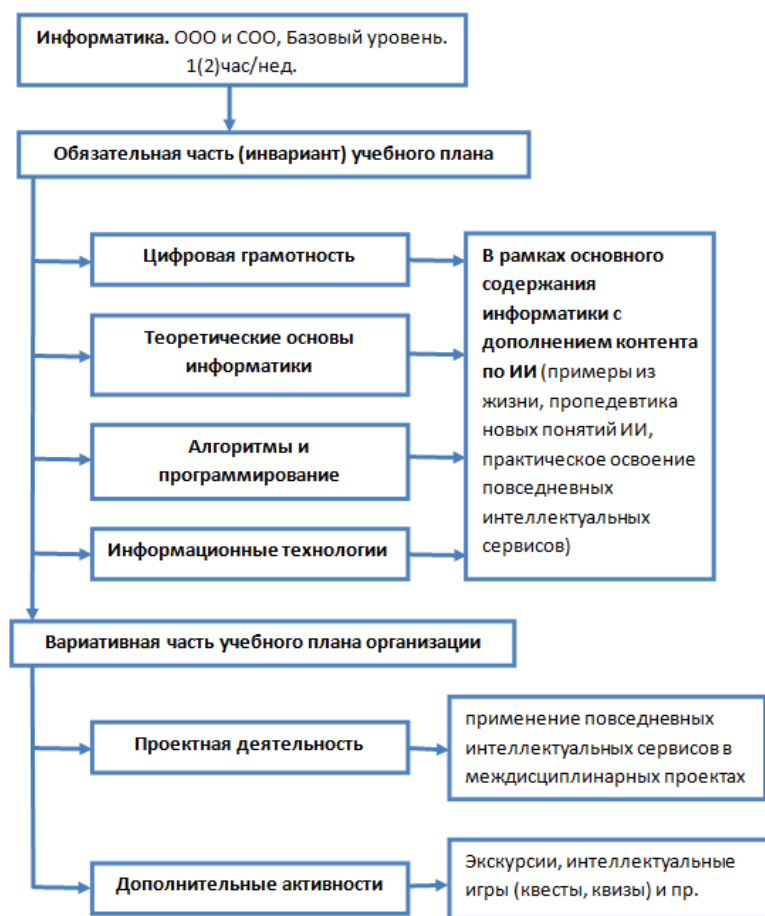 Информатика. ООО и СОО, Базовый уровень.
1(2)час/нед.
Обязательная часть (инвариант) учебного плана
Цифровая грамотность
Теоретические основы
информатики
Алгоритмы и
программирование
Информационные технологии
В рамках основного
содержания
информатики с
дополнением контента
по ИИ (примеры из
жизни, пропедевтика
новых понятий ИИ,
практическое освоение
повседневных
интеллектуальных
сервисов)
Вариативная часть учебного плана организации
Проектная деятельность
применение повседневных
интеллектуальных сервисов в
междисциплинарных проектах
Дополнительные активности
Экскурсии, интеллектуальные
игры (квесты, квизы) и пр.